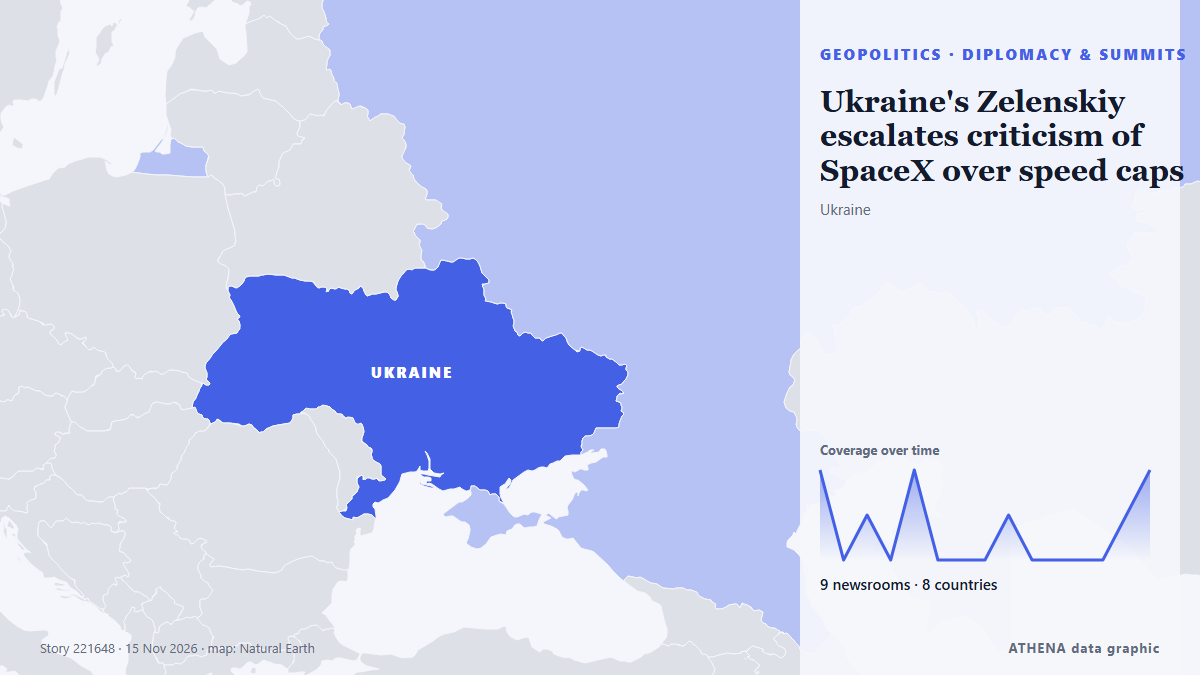 GEOPOLITICS · DIPLOMACY & SUMMITS
Ukraine's Zelenskiy
escalates criticism of
SpaceX over speed caps
Ukraine
UKRAINE
Coverage over time
9 newsrooms · 8 countries
Story 221648 · 15 Nov 2026 · map: Natural Earth
ATHENA data graphic